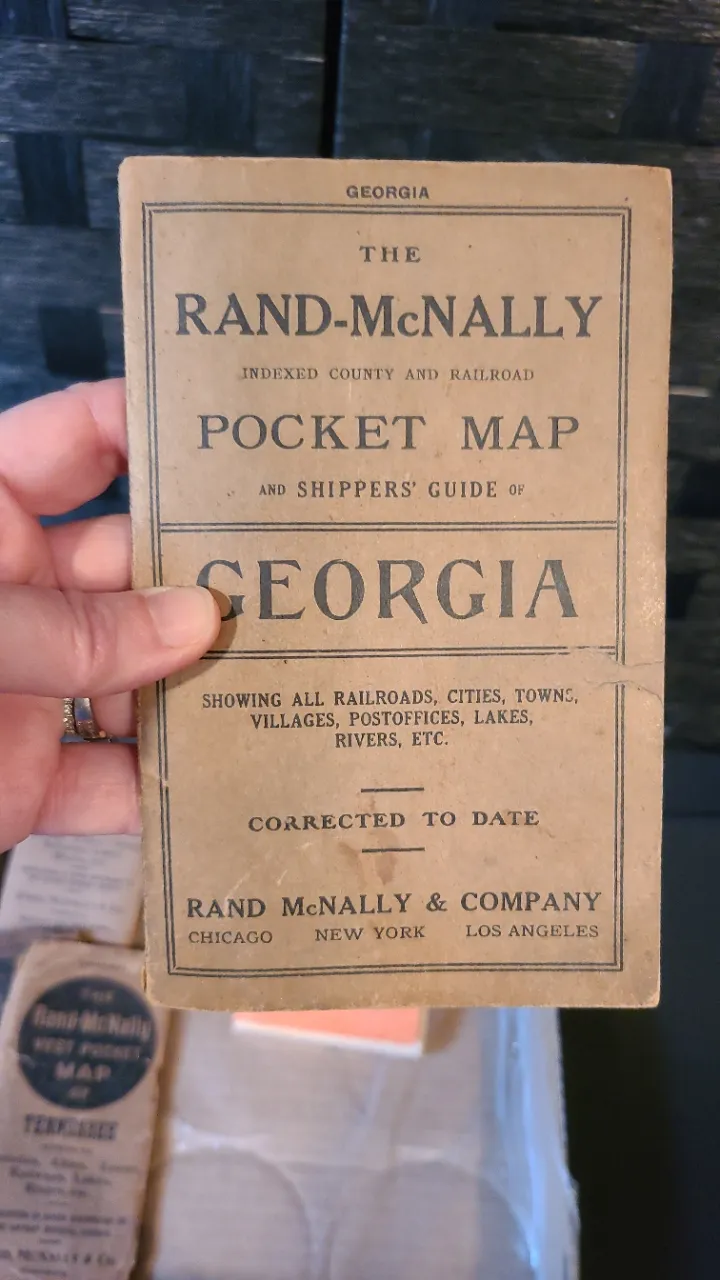 GEORGIA
THE
RAND-McNALLY
INDEXED COUNTY AND RAILROAD
POCKET MAP
AND SHIPPERS' GUIDE OF
GEORGIA
SHOWING ALL RAILROADS, CITIES, TOWNS,
VILLAGES, POSTOFFICES, LAKES,
RIVERS, ETC.
CORRECTED TO DATE
RAND McNALLY & COMPANY
CHICAGO NEW YORK LOS ANGELES
THE
Rand-McNally
VEST POCKET
MAP
OF
TENNESSEE